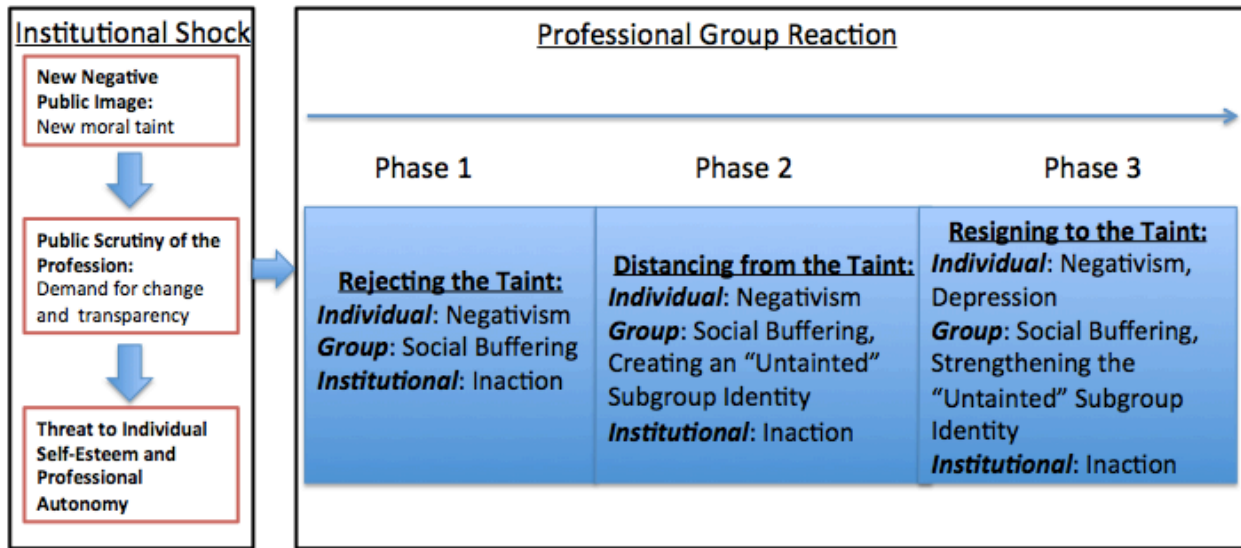 Institutional Shock
New Negative
Public Image:
New moral taint
Public Scrutiny of the
Profession:
Demand for change
and transparency
Threat to Individual
Self-Esteem and
Professional
Autonomy
Professional Group Reaction
Phase 1
Phase 2
Phase 3
Rejecting the Taint:
Individual: Negativism
Group: Social Buffering
Institutional: Inaction
Distancing from the Taint:
Individual: Negativism
Group: Social Buffering,
Creating an “Untainted”
Subgroup Identity
Institutional: Inaction
Resigning to the Taint:
Individual: Negativism,
Depression
Group: Social Buffering,
Strengthening the
“Untainted” Subgroup
Identity
Institutional: Inaction